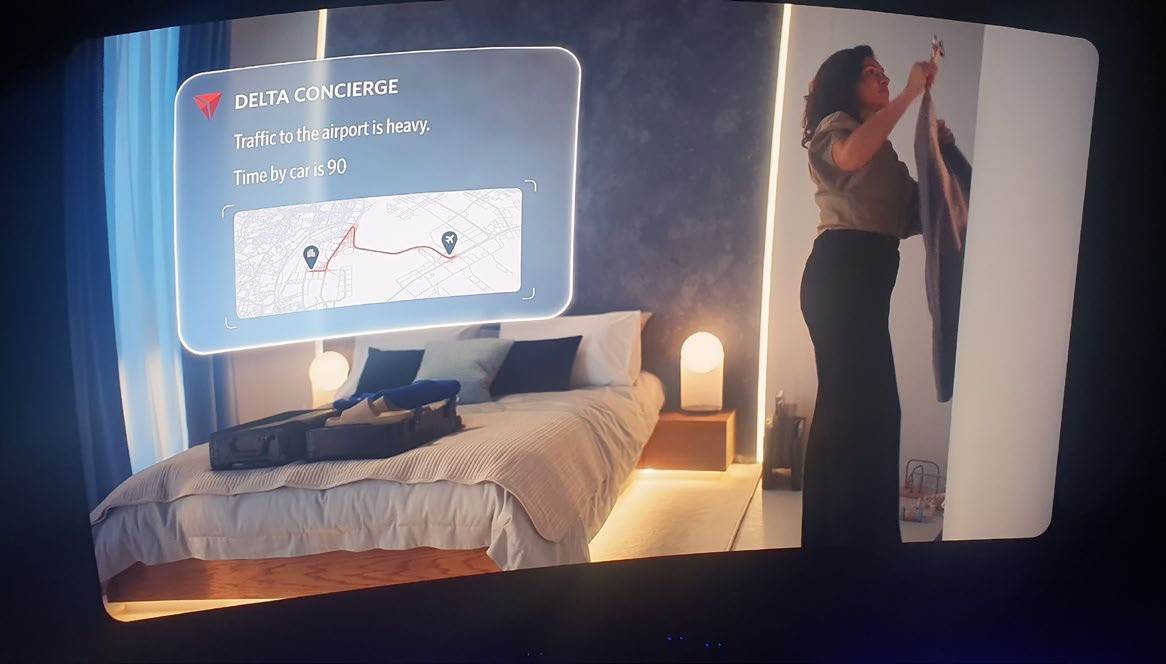 DELTA CONCIERGE
Traffic to the airport is heavy.
Time by car is 90